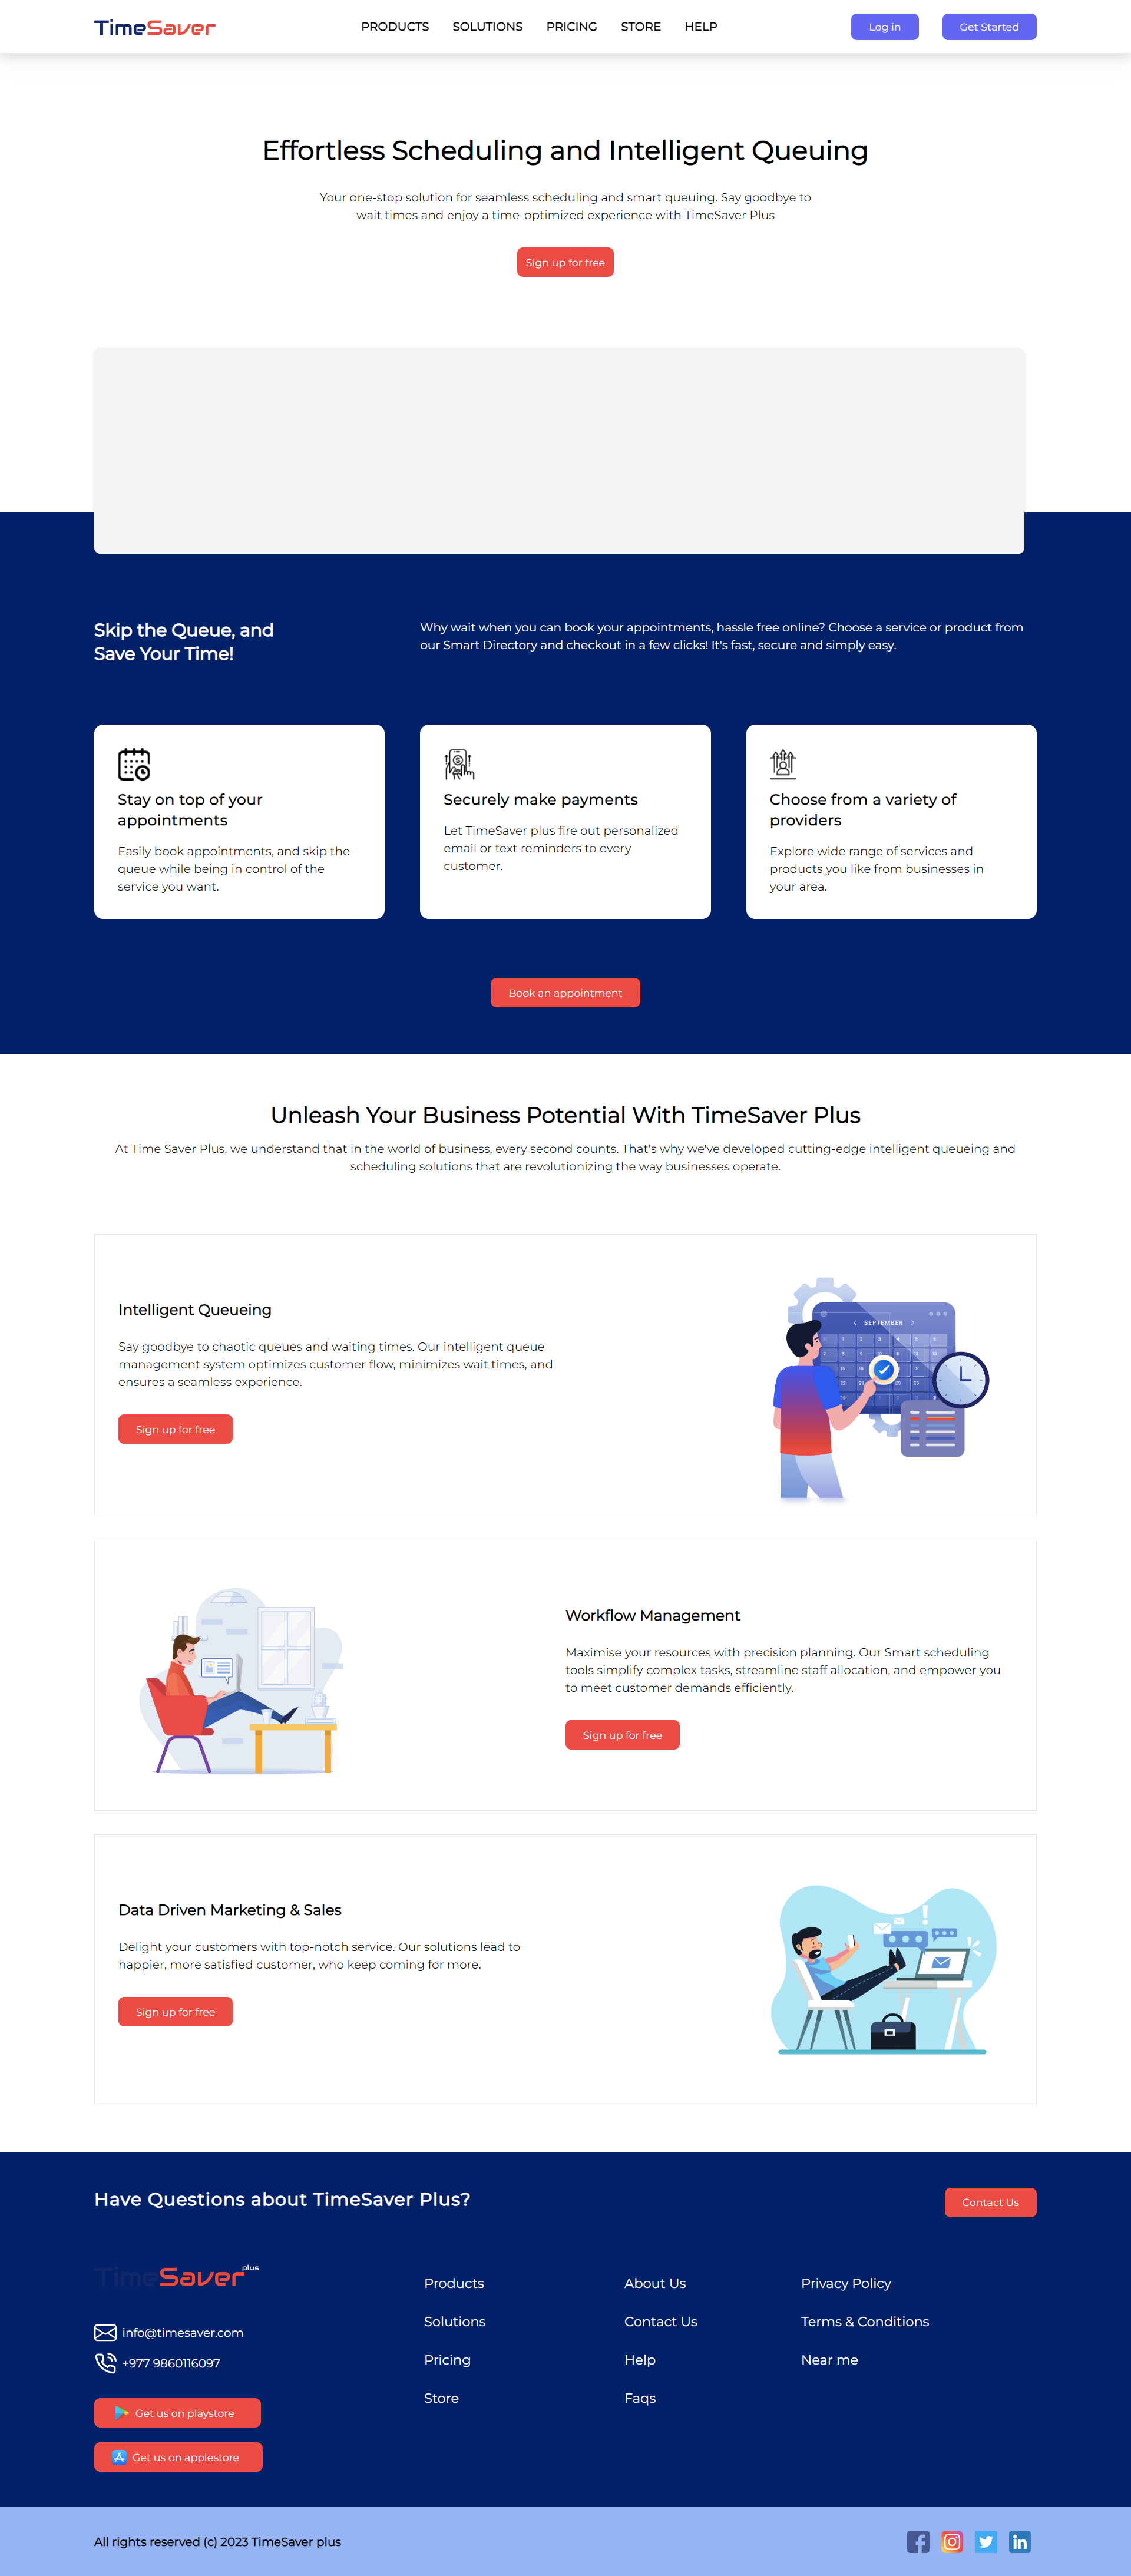 TimeSaver
PRODUCTS SOLUTIONS PRICING STORE HELP
Log in
Get Started
Effortless Scheduling and Intelligent Queuing
Your one-stop solution for seamless scheduling and smart queuing. Say goodbye to
wait times and enjoy a time-optimized experience with TimeSaver Plus
Sign up for free
Skip the Queue, and
Save Your Time!
Why wait when you can book your appointments, hassle free online? Choose a service or product from
our Smart Directory and checkout in a few clicks! It's fast, secure and simply easy.
Stay on top of your
appointments
Easily book appointments, and skip the
queue while being in control of the
service you want.
Securely make payments
Let TimeSaver plus fire out personalized
email or text reminders to every
customer.
Choose from a variety of
providers
Explore wide range of services and
products you like from businesses in
your area.
Book an appointment
Unleash Your Business Potential With TimeSaver Plus
At Time Saver Plus, we understand that in the world of business, every second counts. That's why we've developed cutting-edge intelligent queueing and
scheduling solutions that are revolutionizing the way businesses operate.
Intelligent Queueing
Say goodbye to chaotic queues and waiting times. Our intelligent queue
management system optimizes customer flow, minimizes wait times, and
ensures a seamless experience.
Sign up for free
SEPTEMBER
Workflow Management
Maximise your resources with precision planning. Our Smart scheduling
tools simplify complex tasks, streamline staff allocation, and empower you
to meet customer demands efficiently.
Sign up for free
Data Driven Marketing & Sales
Delight your customers with top-notch service. Our solutions lead to
happier, more satisfied customer, who keep coming for more.
Sign up for free
Have Questions about TimeSaver Plus?
Contact Us
TimeSaver plus
info@timesaver.com
+977 9860116097
Get us on playstore
Get us on applestore
Products
Solutions
Pricing
Store
About Us
Contact Us
Help
Faqs
Privacy Policy
Terms & Conditions
Near me
All rights reserved (c) 2023 TimeSaver plus